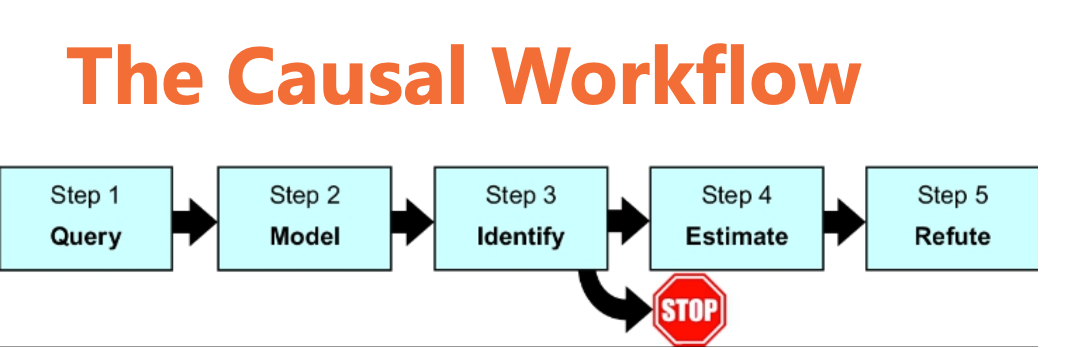 The Causal Workflow
Step 1
Query
Step 2
Model
Step 3
Identify
Step 4
Estimate
Step 5
Refute
STOP